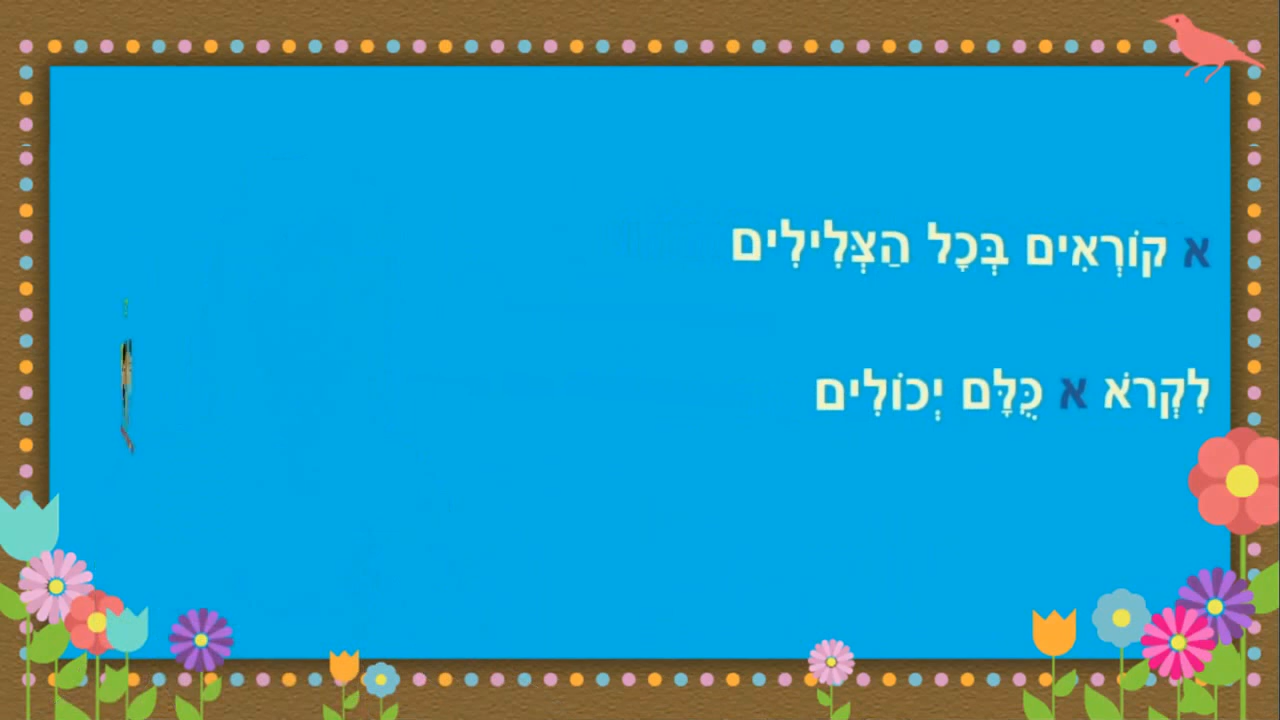 א קוֹרְאִים בְּכָל הַצְּלִילִים
לִקְרֹא א כֻּלָּם יְכוֹלִים